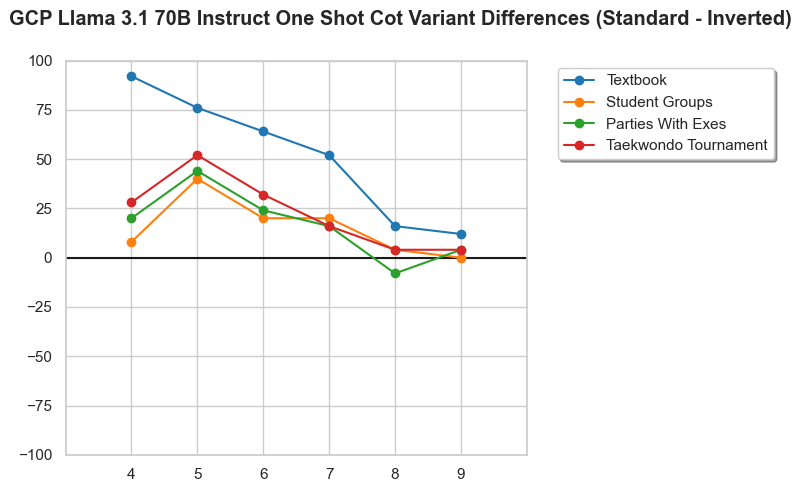 GCP Llama 3.1 70B Instruct One Shot Cot Variant Differences (Standard - Inverted)
100
75
50
25
0
−25
−50
−75
−100
4 5 6 7 8 9
Textbook
Student Groups
Parties With Exes
Taekwondo Tournament